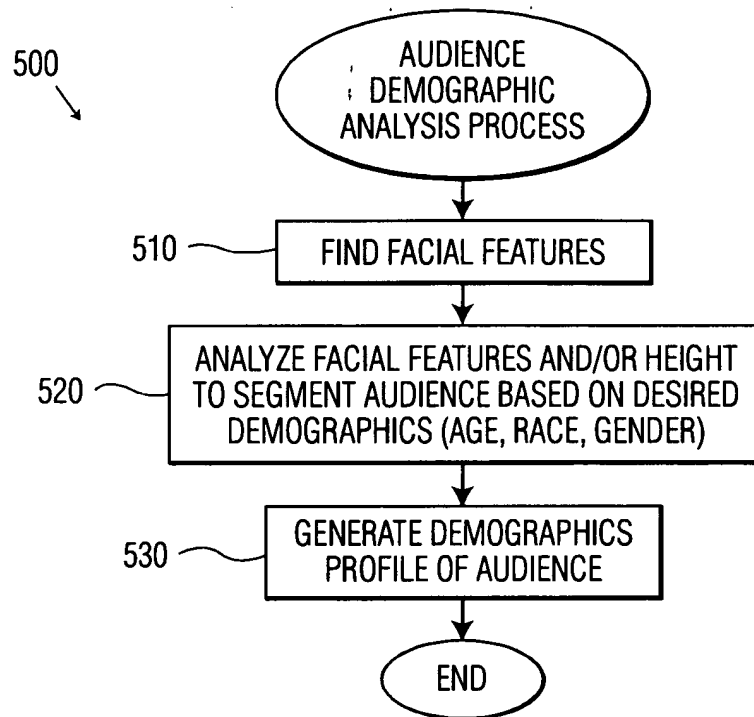 500
AUDIENCE
DEMOGRAPHIC
ANALYSIS PROCESS
510
FIND FACIAL FEATURES
520
ANALYZE FACIAL FEATURES AND/OR HEIGHT
TO SEGMENT AUDIENCE BASED ON DESIRED
DEMOGRAPHICS (AGE, RACE, GENDER)
530
GENERATE DEMOGRAPHICS
PROFILE OF AUDIENCE
END